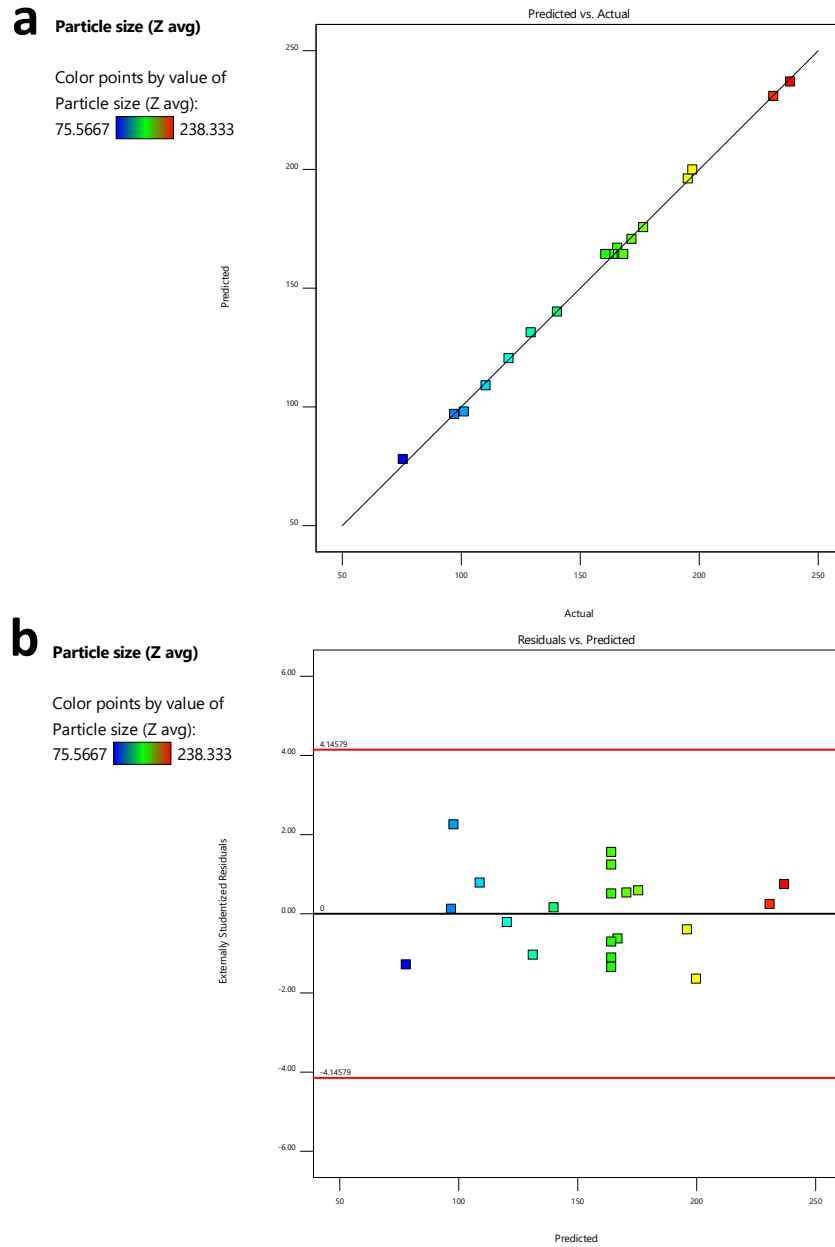 a
Particle size (Z avg)
Color points by value of
Particle size (Z avg):
75.5667 238.333
Predicted vs. Actual
Predicted
250
200
150
100
50
50 100 150 200 250
Actual
b
Particle size (Z avg)
Color points by value of
Particle size (Z avg):
75.5667 238.333
Residuals vs. Predicted
Externally Studentized Residuals
6.00
4.00
2.00
0.00
-2.00
-4.00
-6.00
4.14579
0
-4.14579
50 100 150 200 250
Predicted